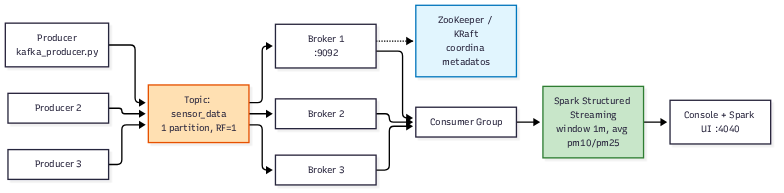 Producer
kafka_producer.py
Producer 2
Producer 3
Topic:
sensor_data
1 partition, RF=1
Broker 1
:9092
Broker 2
Broker 3
ZooKeeper /
KRaft
coordina
metadatos
Consumer Group
Spark Structured
Streaming
window 1m, avg
pm10/pm25
Console + Spark
UI :4040